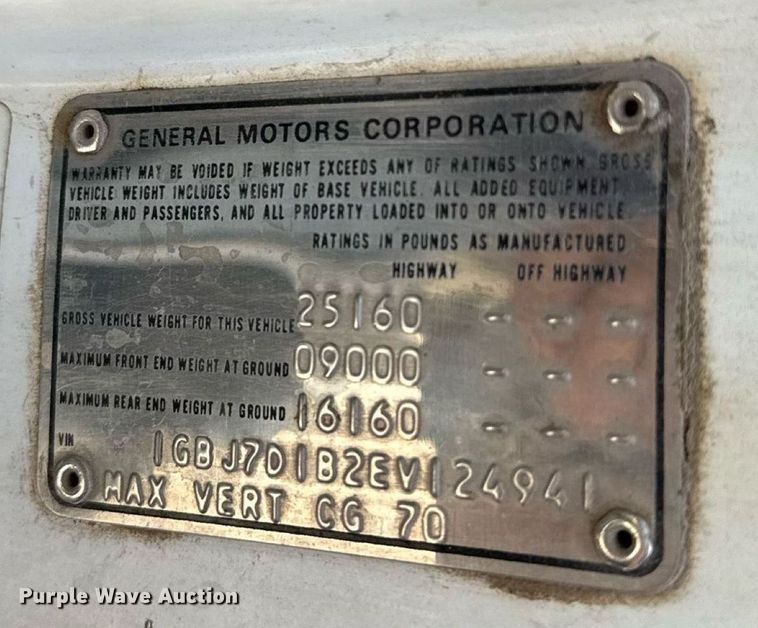 GENERAL MOTORS CORPORATION
WARRANTY MAY BE VOIDED IF WEIGHT EXCEEDS ANY OF RATINGS SHOWN GROSS
VEHICLE WEIGHT INCLUDES WEIGHT OF BASE VEHICLE. ALL ADDED EQUIPMENT
DRIVER AND PASSENGERS, AND ALL PROPERTY LOADED INTO OR ONTO VEHICLE
RATINGS IN POUNDS AS MANUFACTURED
HIGHWAY OFF HIGHWAY
GROSS VEHICLE WEIGHT FOR THIS VEHICLE 25160 - - -
MAXIMUM FRONT END WEIGHT AT GROUND 09000 - - -
MAXIMUM REAR END WEIGHT AT GROUND 16160 - - -
VIN 1GBJ7D1B2EV124941
MAX VERT CG 70
Purple Wave Auction